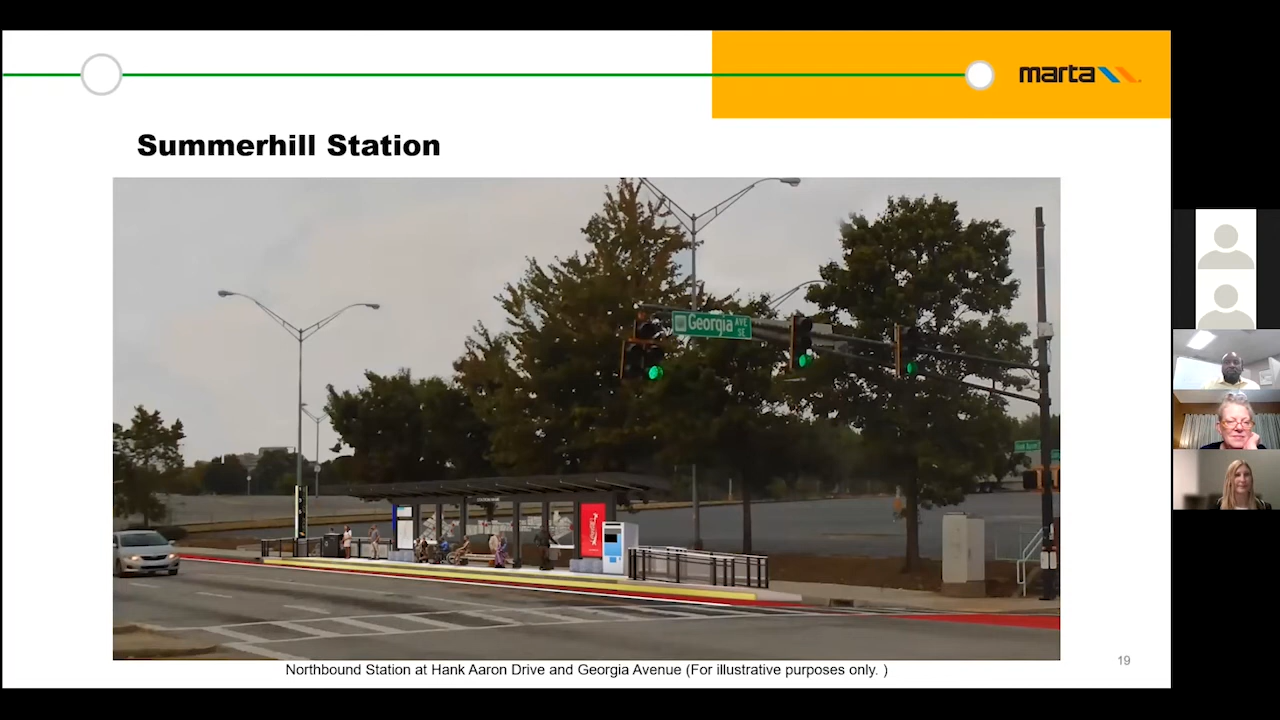 marta
Summerhill Station
Georgia AVE SE
Northbound Station at Hank Aaron Drive and Georgia Avenue (For illustrative purposes only. )
19